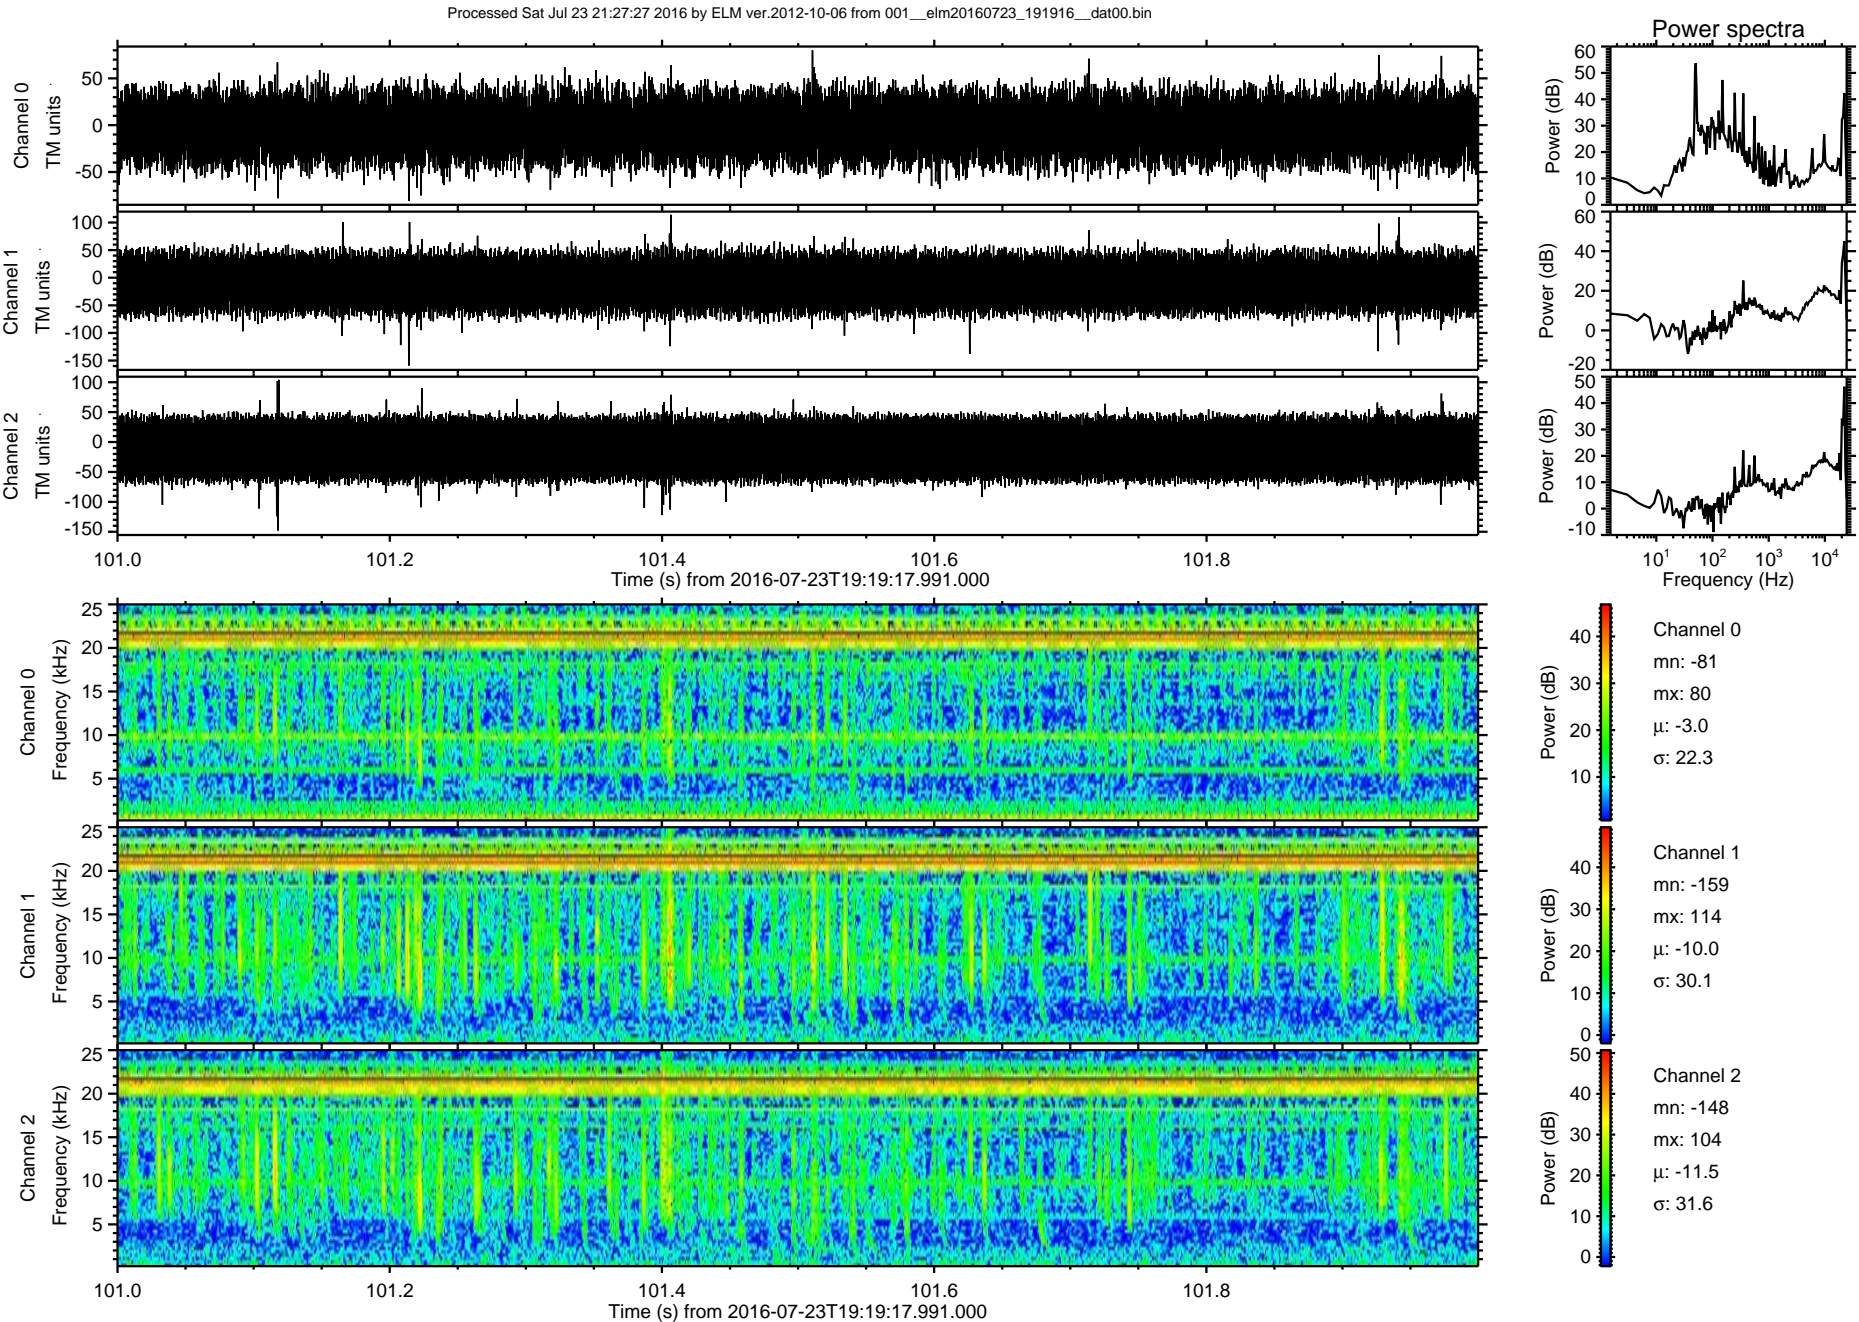 Processed Sat Jul 23 21:27:27 2016 by ELM ver.2012-10-06 from 001__elm20160723_191916__dat00.bin
Power spectra
Channel 0
TM units
50
0
-50
Power (dB)
60
50
40
30
20
10
0
Channel 1
TM units
100
50
0
-50
-100
-150
Power (dB)
60
40
20
0
-20
Channel 2
TM units
100
50
0
-50
-100
-150
Power (dB)
50
40
30
20
10
0
-10
101.0 101.2 101.4 101.6 101.8
Time (s) from 2016-07-23T19:19:17.991.000
10¹ 10² 10³ 10⁴
Frequency (Hz)
Channel 0
Frequency (kHz)
25
20
15
10
5
Power (dB)
40
30
20
10
Channel 0
mn: -81
mx: 80
µ: -3.0
σ: 22.3
Channel 1
Frequency (kHz)
25
20
15
10
5
Power (dB)
40
30
20
10
0
Channel 1
mn: -159
mx: 114
µ: -10.0
σ: 30.1
Channel 2
Frequency (kHz)
25
20
15
10
5
Power (dB)
50
40
30
20
10
0
Channel 2
mn: -148
mx: 104
µ: -11.5
σ: 31.6
101.0 101.2 101.4 101.6 101.8
Time (s) from 2016-07-23T19:19:17.991.000